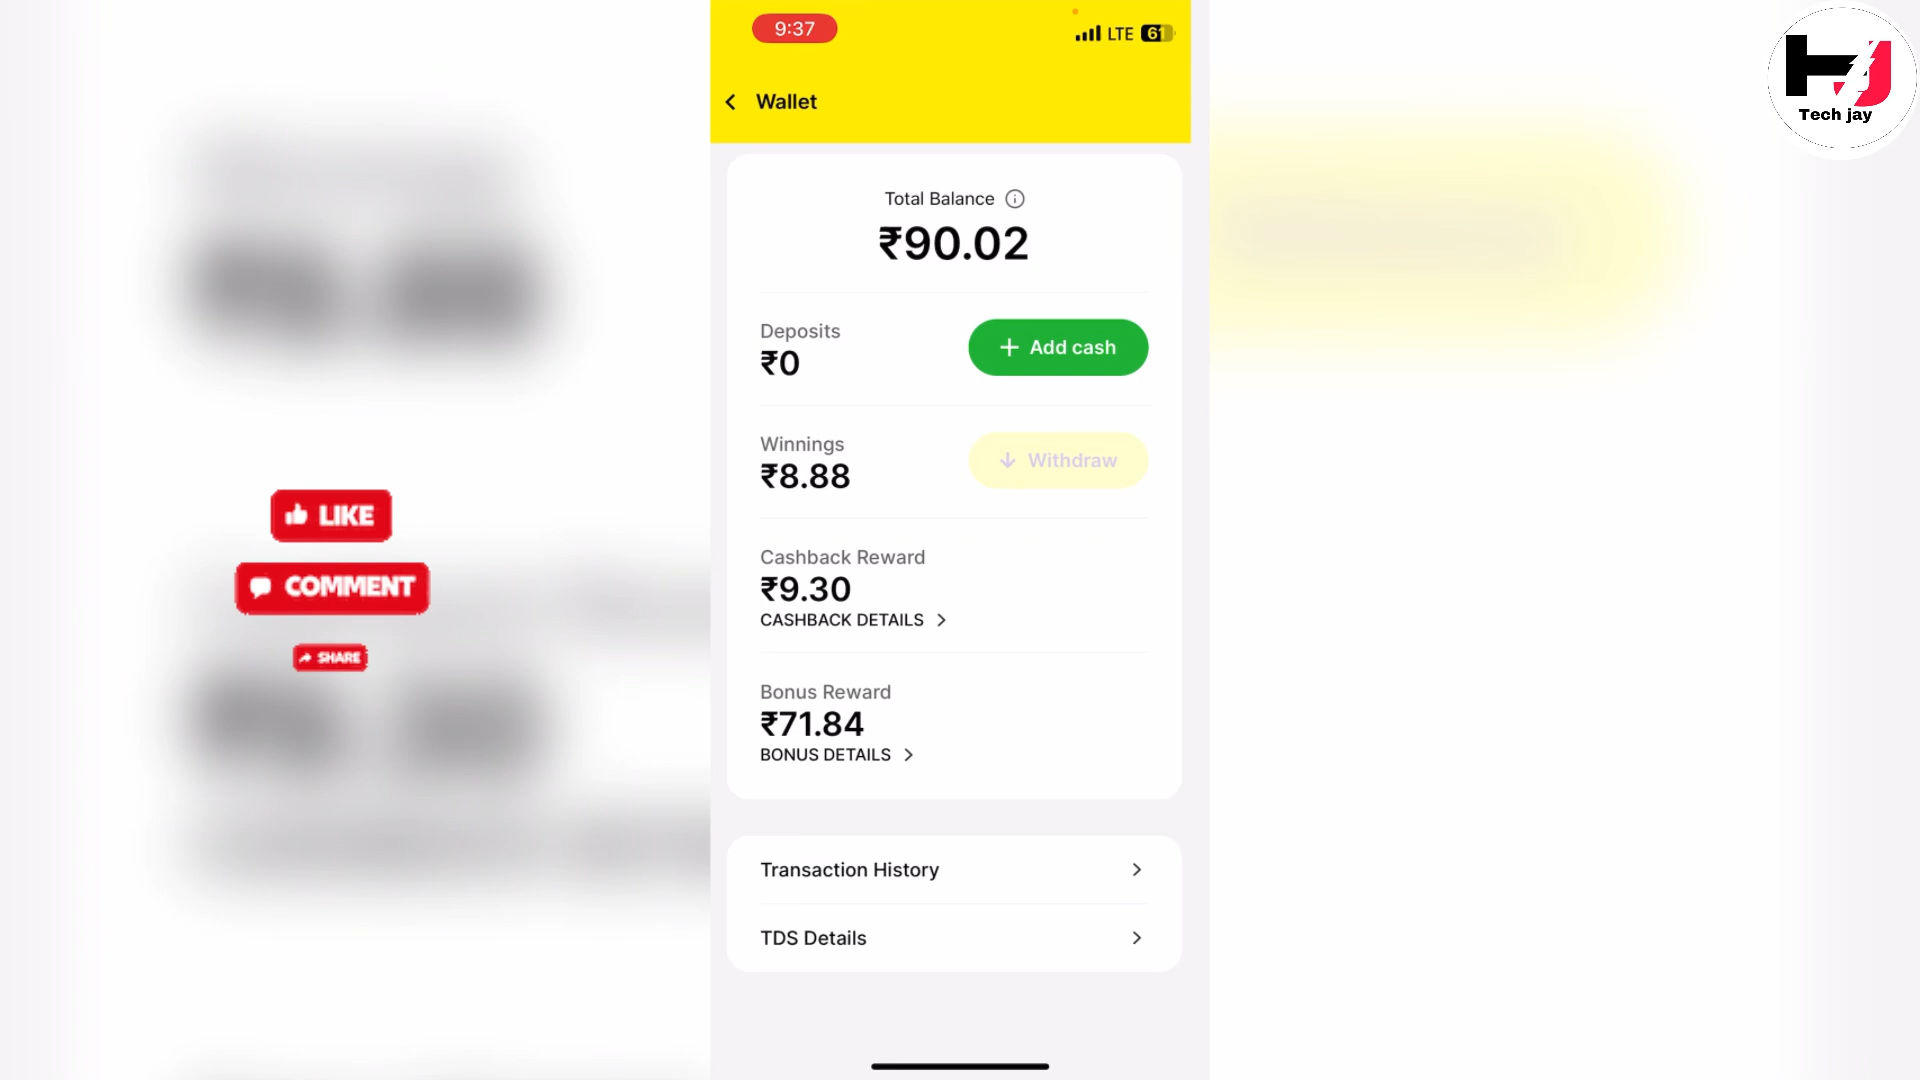 9:37
LTE 61
Wallet
Tech jay
Total Balance
₹90.02
Deposits
₹0
+ Add cash
Winnings
₹8.88
Withdraw
Cashback Reward
₹9.30
CASHBACK DETAILS
Bonus Reward
₹71.84
BONUS DETAILS
Transaction History
TDS Details
LIKE
COMMENT
SHARE